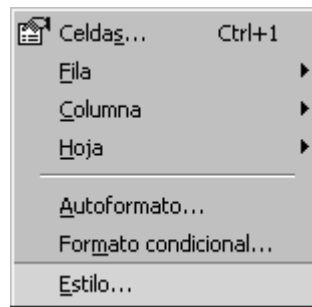 Celdas... Ctrl+1
Fila
Columna
Hoja
Autoformato...
Formato condicional...
Estilo...